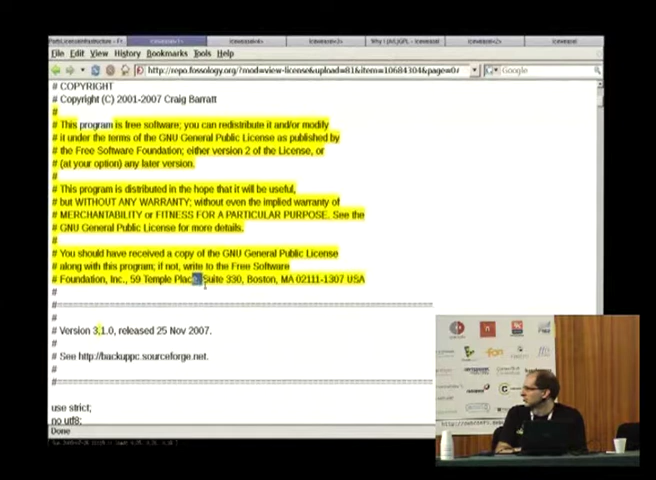 Iceweasel
Why (A)GPL - Iceweasel
File Edit View History Bookmarks Tools Help
http://repo.fossology.org/?mod=view-license&upload=81&item=10684304&page=0
Google
# COPYRIGHT
# Copyright (C) 2001-2007 Craig Barratt
#
# This program is free software; you can redistribute it and/or modify
# it under the terms of the GNU General Public License as published by
# the Free Software Foundation; either version 2 of the License, or
# (at your option) any later version.
#
# This program is distributed in the hope that it will be useful,
# but WITHOUT ANY WARRANTY; without even the implied warranty of
# MERCHANTABILITY or FITNESS FOR A PARTICULAR PURPOSE. See the
# GNU General Public License for more details.
#
# You should have received a copy of the GNU General Public License
# along with this program; if not, write to the Free Software
# Foundation, Inc., 59 Temple Place, Suite 330, Boston, MA 02111-1307 USA
#
#
# Version 3.1.0, released 25 Nov 2007.
#
# See http://backuppc.sourceforge.net.
#
#
use strict;
no utf8;
Done
fon